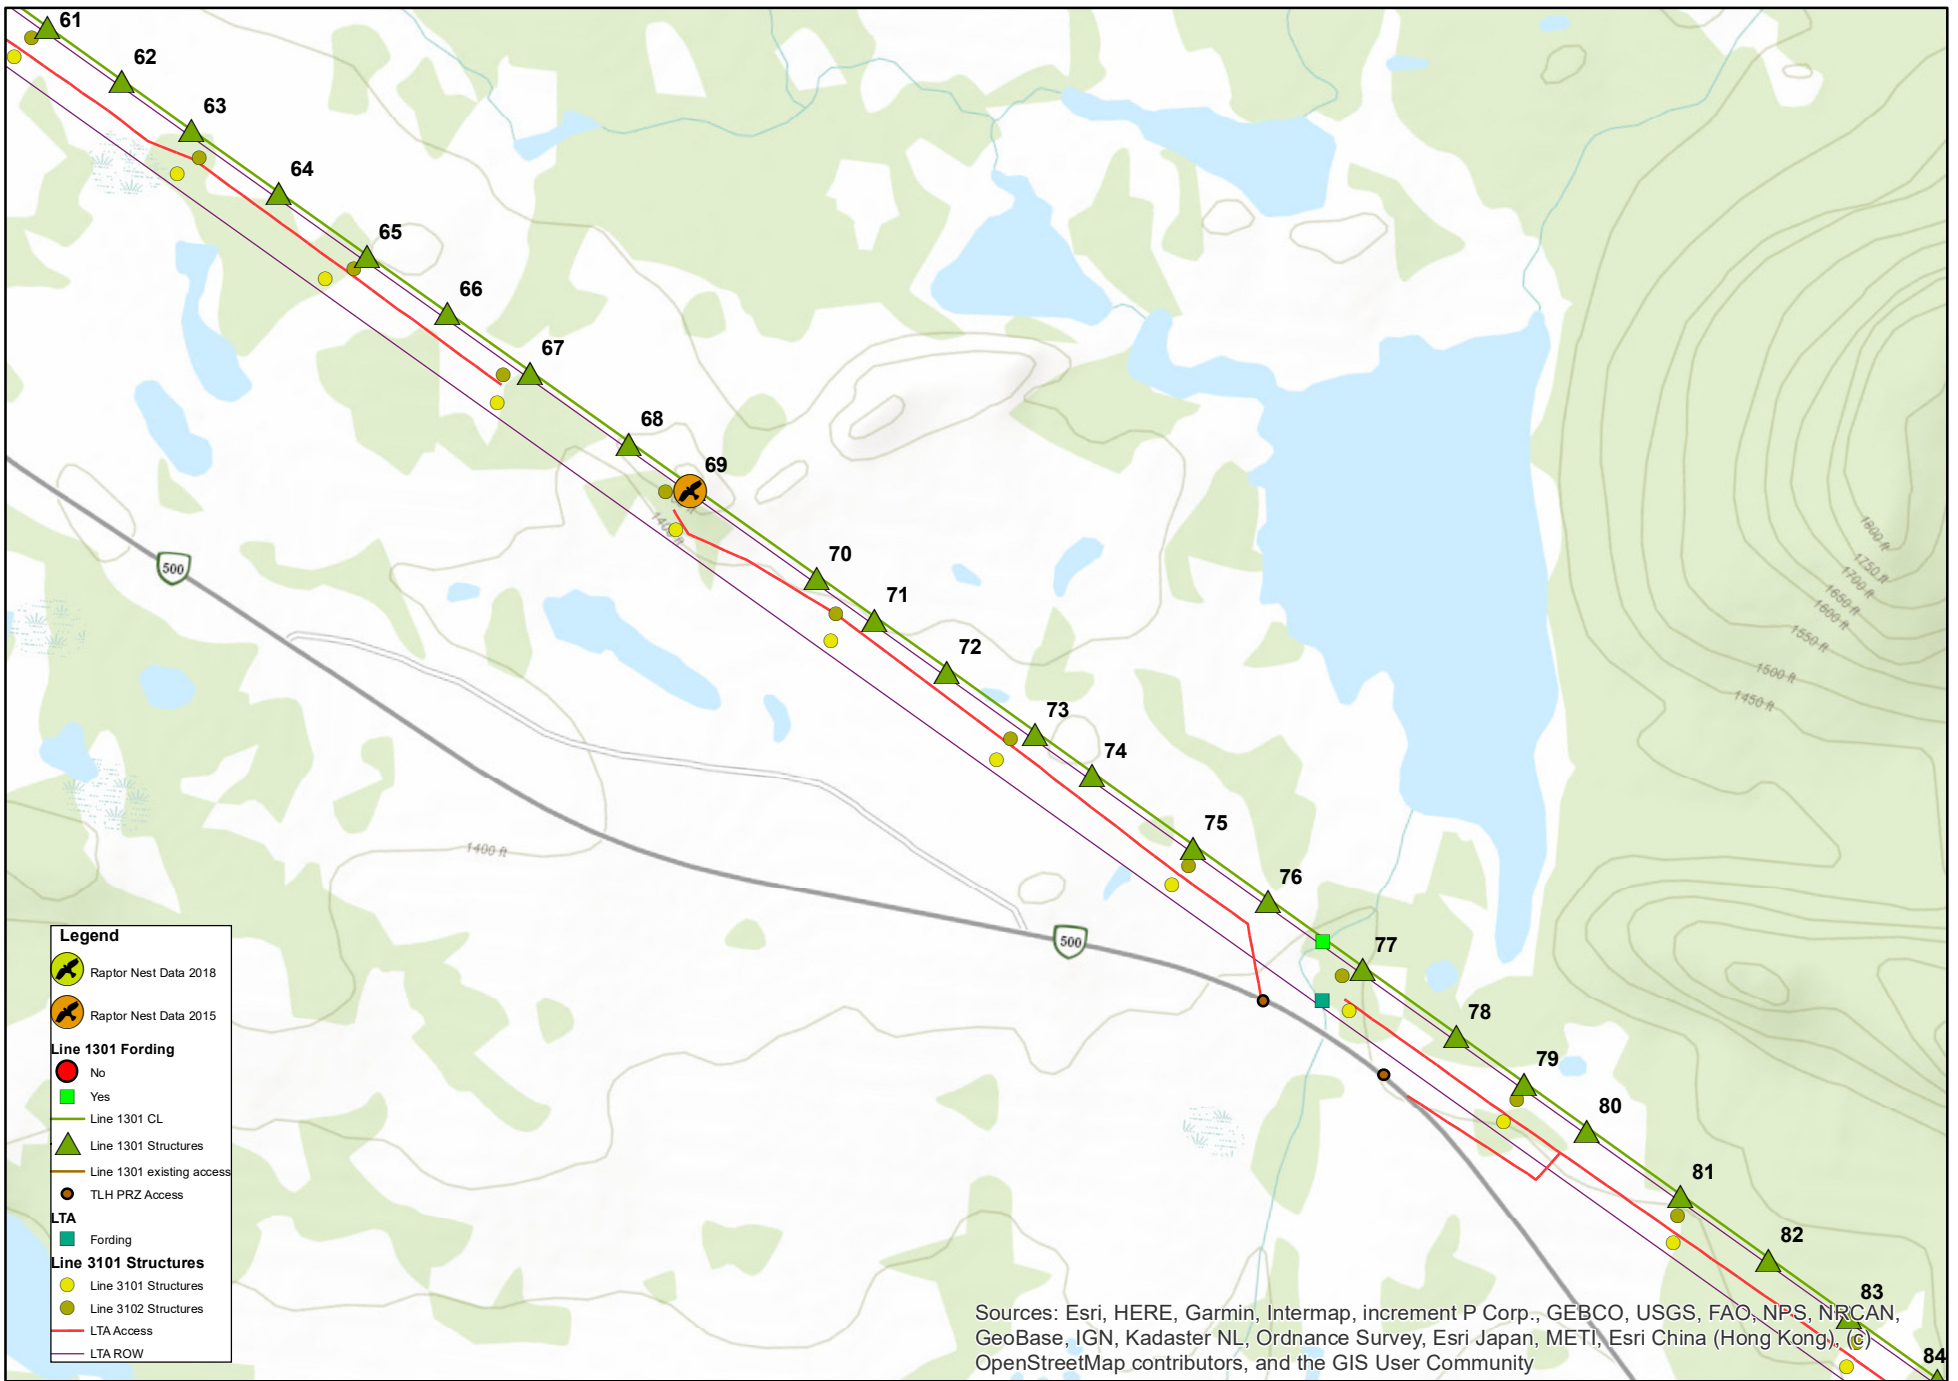 61
62
63
64
65
66
67
68
69
1400 ft
70
71
72
73
74
75
76
77
78
79
80
81
82
83
84
500
500
1400 ft
1800 ft
1750 ft
1700 ft
1650 ft
1600 ft
1550 ft
1500 ft
1450 ft
Legend
Raptor Nest Data 2018
Raptor Nest Data 2015
Line 1301 Fording
No
Yes
Line 1301 CL
Line 1301 Structures
Line 1301 existing access
TLH PRZ Access
LTA
Fording
Line 3101 Structures
Line 3101 Structures
Line 3102 Structures
LTA Access
LTA ROW
Sources: Esri, HERE, Garmin, Intermap, increment P Corp., GEBCO, USGS, FAO, NPS, NRCAN,
GeoBase, IGN, Kadaster NL, Ordnance Survey, Esri Japan, METI, Esri China (Hong Kong), (c)
OpenStreetMap contributors, and the GIS User Community